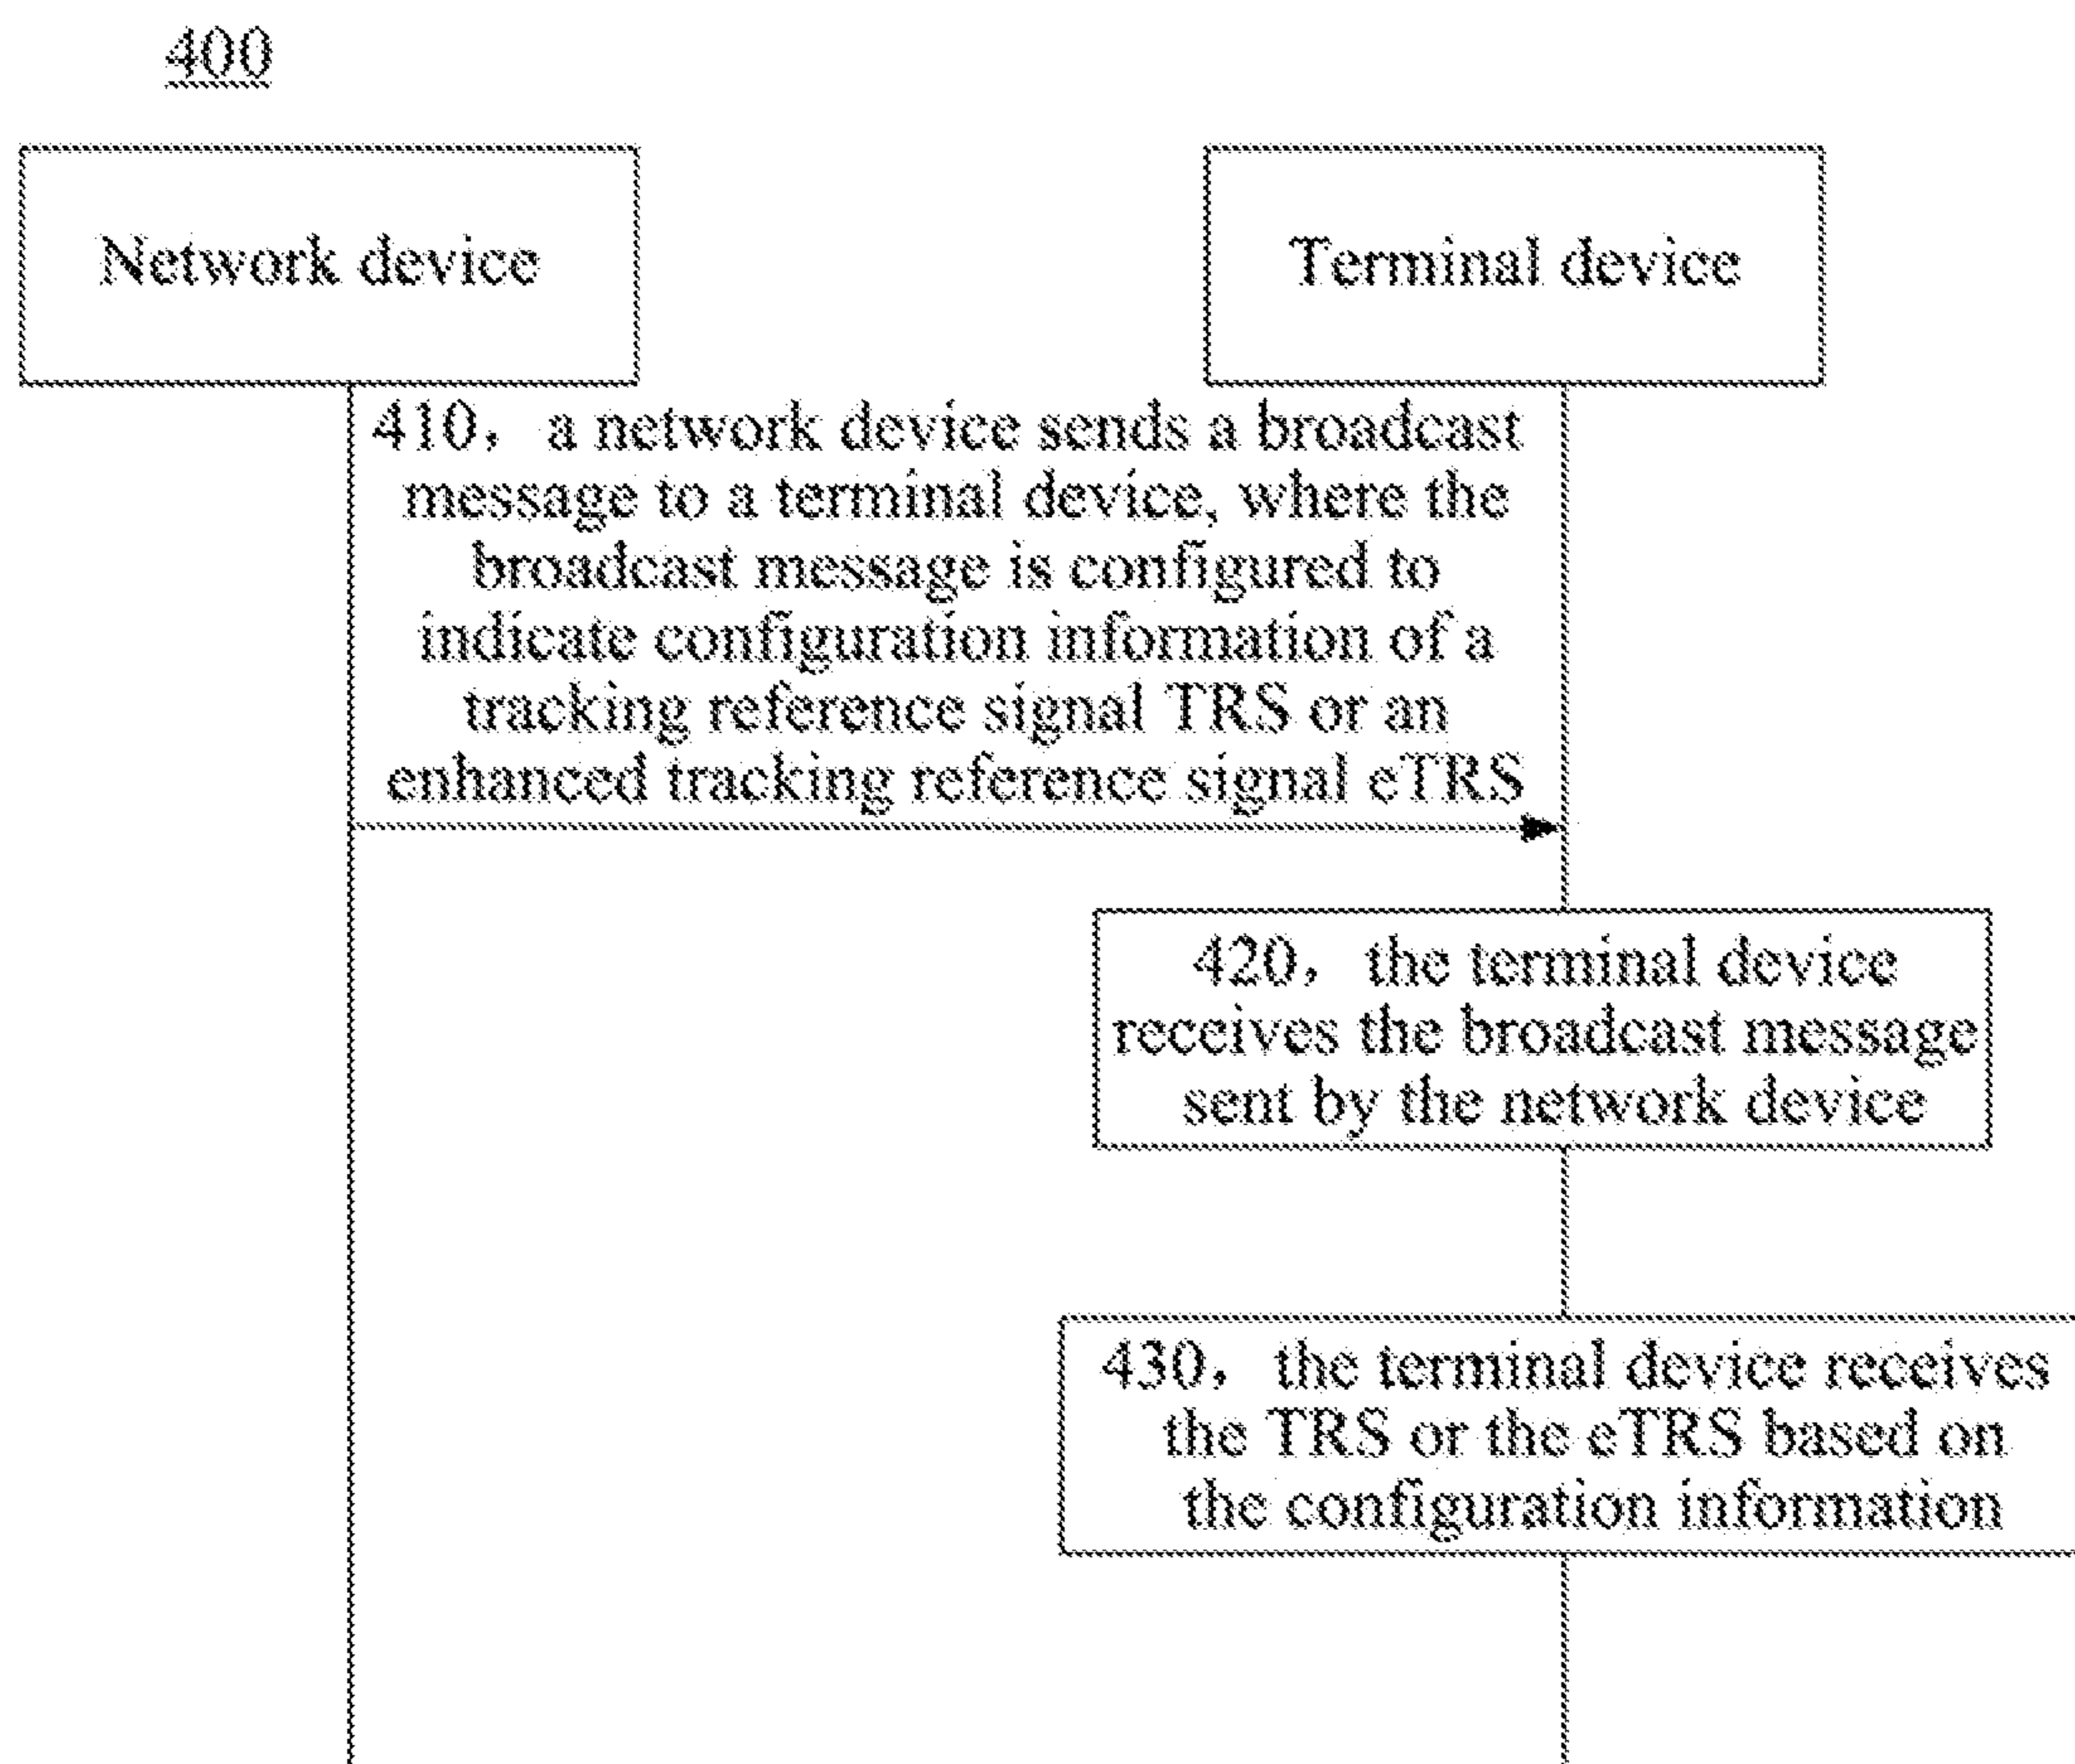 400
Network device
Terminal device
410, a network device sends a broadcast
message to a terminal device, where the
broadcast message is configured to
indicate configuration information of a
tracking reference signal TRS or an
enhanced tracking reference signal eTRS
420, the terminal device
receives the broadcast message
sent by the network device
430, the terminal device receives
the TRS or the eTRS based on
the configuration information